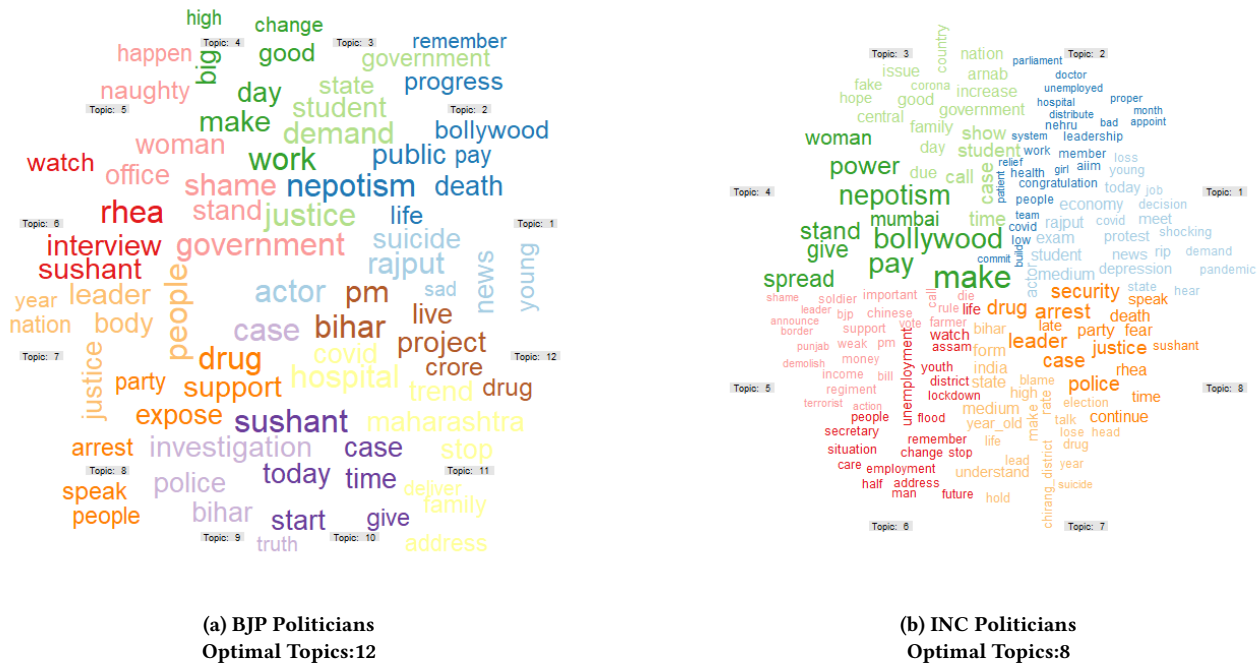 high
change
Topic: 4
Topic: 3
remember
happen
big
good
government
naughty
day
state
progress
Topic: 5
student
Topic: 2
make
demand
bollywood
woman
work
public
pay
watch
office
shame
nepotism
death
rhea
stand
justice
life
Topic: 6
Topic: 1
interview
government
suicide
sushant
rajput
news
young
year
leader
people
actor
pm
sad
nation
body
case
bihar
live
project
Topic: 7
justice
drug
covid
Topic: 12
party
support
hospital
crore
trend
drug
expose
sushant
maharashtra
arrest
investigation
case
stop
Topic: 8
today
time
Topic: 11
speak
police
deliver
people
bihar
start
give
family
Topic: 9
truth
Topic: 10
address
(a) BJP Politicians
Optimal Topics:12
country
Topic: 3
nation
Topic: 2
parliament
issue
arnab
doctor
fake
corona
increase
unemployed
hope
good
hospital
proper
central
government
distribute
month
family
show
nehru
bad
appoint
woman
day
system
leadership
student
work
member
loss
power
due
call
case
relief
health
girl
aiim
young
patient
congratulation
today
job
Topic: 4
nepotism
people
economy
decision
Topic: 1
mumbai
time
team
rajput
covid
meet
stand
covid
exam
protest
shocking
give
bollywood
low
build
student
news
rip
demand
pay
commit
actor
medium
depression
pandemic
spread
make
state
hear
shame
soldier
important
call
die
security
leader
bjp
chinese
rule
life
drug
arrest
speak
announce
vote
farmer
death
border
support
watch
bihar
late
party
fear
punjab
weak
pm
unemployment
assam
leader
justice
sushant
demolish
money
form
case
income
bill
youth
india
rhea
Topic: 5
regiment
district
state
blame
police
Topic: 8
terrorist
action
lockdown
high
rate
election
time
people
flood
medium
make
talk
continue
secretary
year_old
lose
head
situation
remember
life
drug
change
stop
care
employment
lead
chirang_district
year
half
address
understand
suicide
man
future
hold
Topic: 6
Topic: 7
(b) INC Politicians
Optimal Topics:8